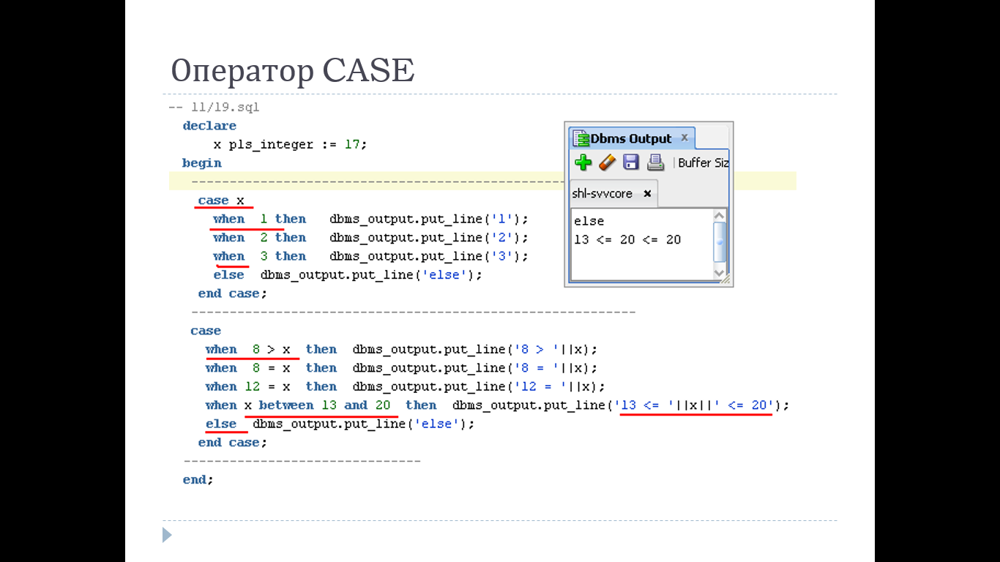 Оператор CASE
-- 11/19.sql
declare
x pls_integer := 17;
begin
-------------------------------------------------
case x
when 1 then dbms_output.put_line('1');
when 2 then dbms_output.put_line('2');
when 3 then dbms_output.put_line('3');
else dbms_output.put_line('else');
end case;
----------------------------------------------------------
case
when 8 > x then dbms_output.put_line('8 > '||x);
when 8 = x then dbms_output.put_line('8 = '||x);
when 12 = x then dbms_output.put_line('12 = '||x);
when x between 13 and 20 then dbms_output.put_line('13 <= '||x||' <= 20');
else dbms_output.put_line('else');
end case;
-------------------------------
end;
Dbms Output x
Buffer Siz
shl-svvcore
else
13 <= 20 <= 20